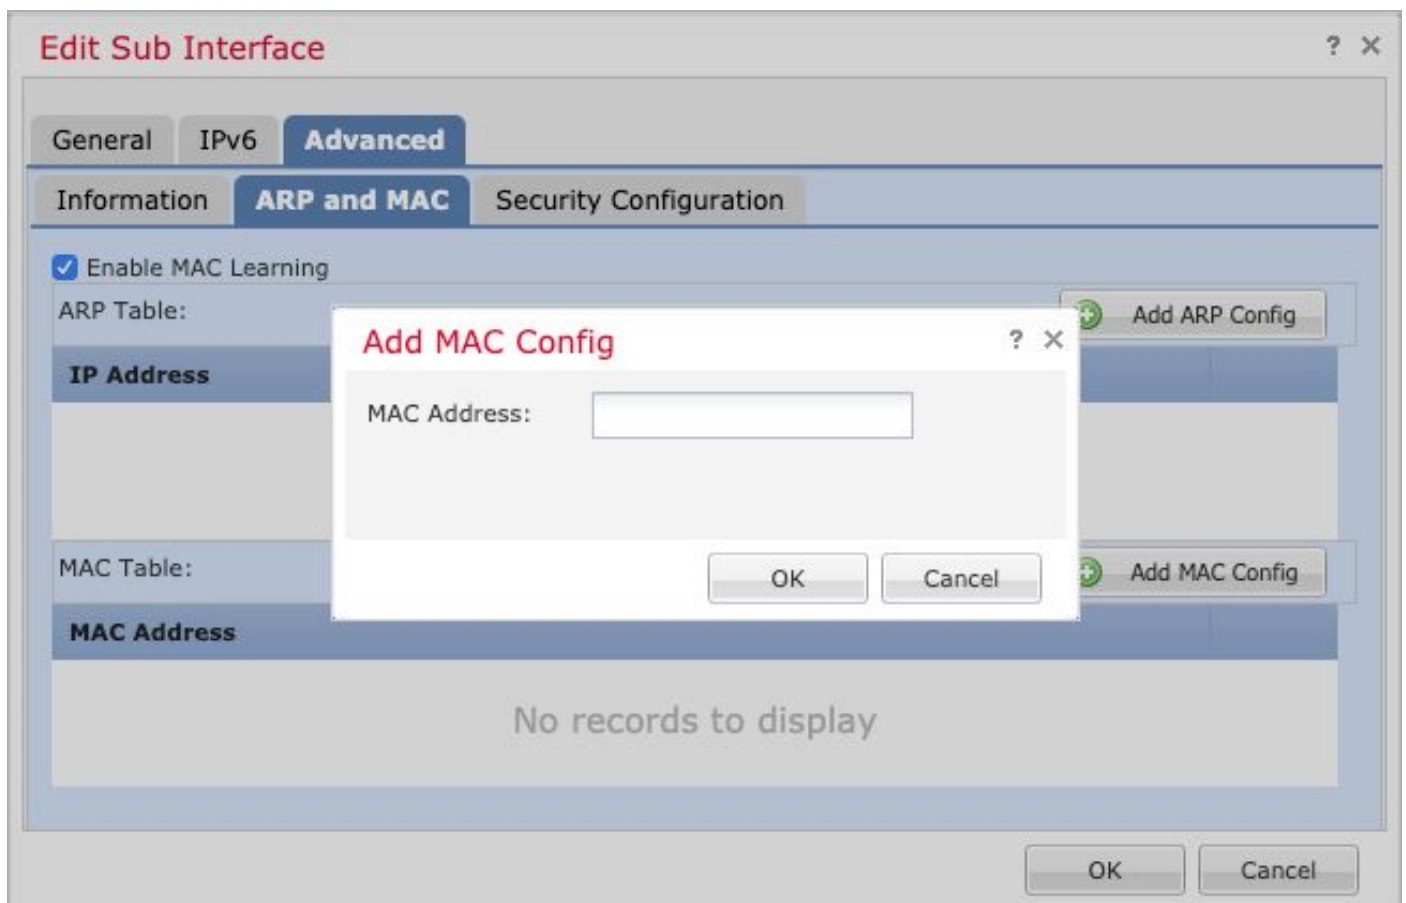 Edit Sub Interface ? ×
General IPv6 Advanced
Information ARP and MAC Security Configuration
Enable MAC Learning
ARP Table: Add ARP Config
Add MAC Config ? ×
IP Address
MAC Address:
MAC Table: Add MAC Config
OK Cancel
MAC Address
No records to display
OK Cancel